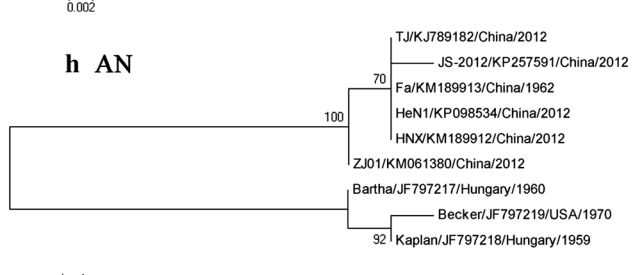 0.002
h AN
TJ/KJ789182/China/2012
JS-2012/KP257591/China/2012
70
Fa/KM189913/China/1962
HeN1/KP098534/China/2012
100
HNX/KM189912/China/2012
ZJ01/KM061380/China/2012
Bartha/JF797217/Hungary/1960
Becker/JF797219/USA/1970
92
Kaplan/JF797218/Hungary/1959